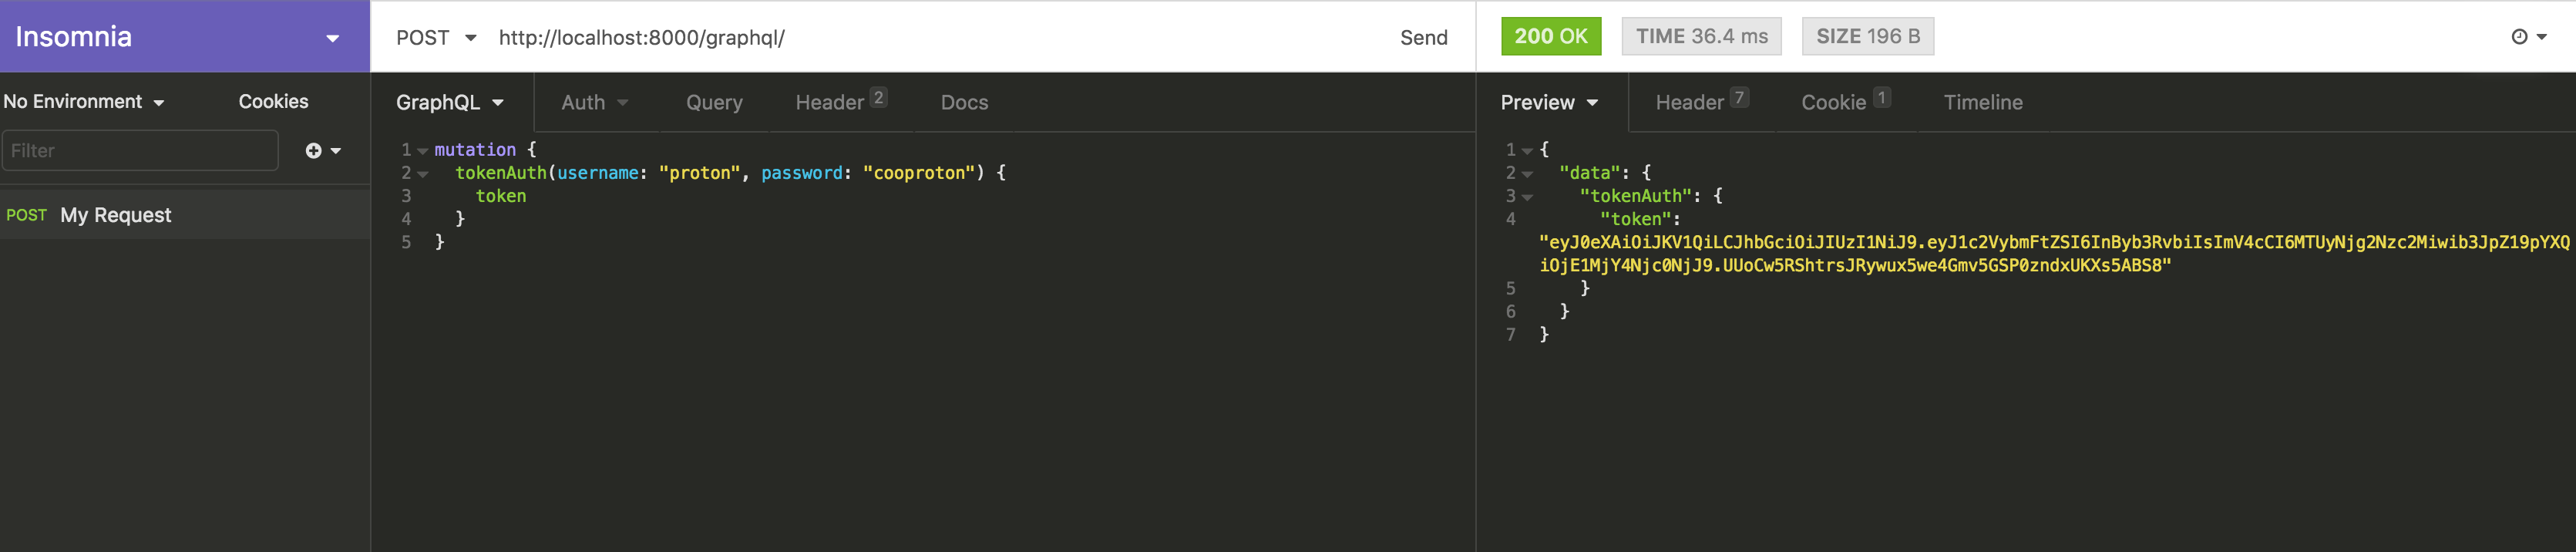 Insomnia
No Environment
Cookies
Filter
POST My Request
POST http://localhost:8000/graphql/ Send
GraphQL Auth Query Header 2 Docs
1 mutation {
2 tokenAuth(username: "proton", password: "cooproton") {
3 token
4 }
5 }
200 OK TIME 36.4 ms SIZE 196 B
Preview Header 7 Cookie 1 Timeline
1 {
2 "data": {
3 "tokenAuth": {
4 "token":
"eyJ0eXAiOiJKV1QiLCJhbGciOiJIUzI1NiJ9.eyJ1c2VybmFtZSI6InByb3RvbiIsImV4cCI6MTUyNjg2Nzc2Miwib3JpZ19pYXQ
iOjE1MjY4Njc0NjJ9.UUoCw5RShtrsJRywux5we4Gmv5GSP0zndxUKXs5ABS8"
5 }
6 }
7 }